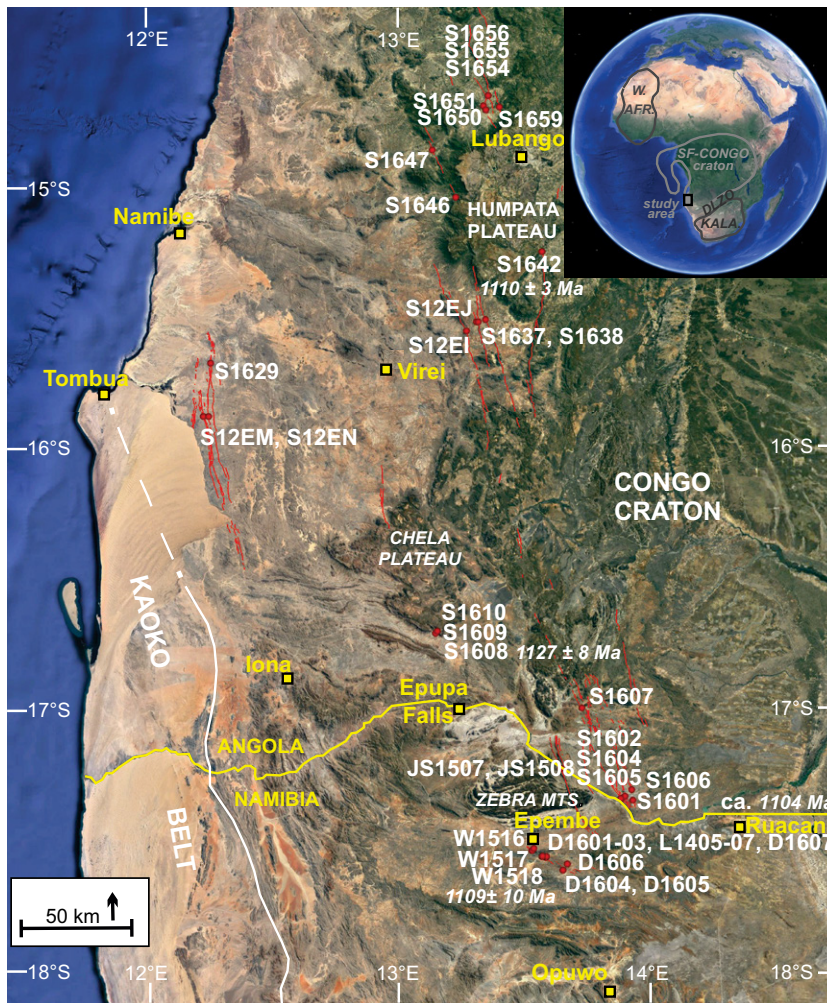 12°E
13°E
S1656
S1655
S1654
S1651
S1650
S1659
Lubango
S1647
W.
AFR.
SF-CONGO
craton
study
area
DI.ZO.
KALA.
15°S
S1646
HUMPATA
PLATEAU
Namibe
S1642
1110 ± 3 Ma
S12EJ
S12EI
S1637, S1638
S1629
Virei
Tombua
S12EM, S12EN
16°S
16°S
CONGO
CRATON
CHELA
PLATEAU
KAOKO
S1610
S1609
S1608 1127 ± 8 Ma
Iona
Epupa
Falls
S1607
17°S
17°S
ANGOLA
NAMIBIA
S1602
S1604
S1605
S1606
JS1507, JS1508
S1601
ZEBRA MTS.
ca. 1104 Ma
BELT
Epembe
Ruacan
W1516
D1601-03, L1405-07, D1607
W1517
D1606
W1518
D1604, D1605
1109± 10 Ma
50 km
18°S
18°S
12°E
13°E
Opuwo
14°E